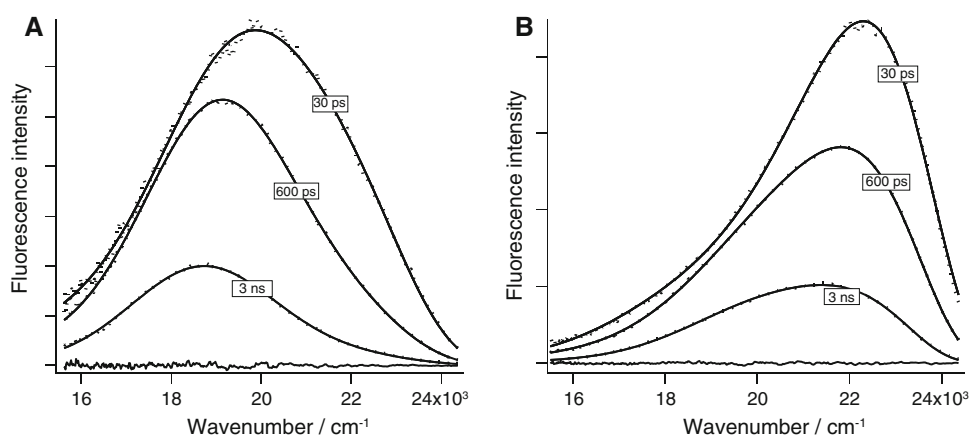 A
Fluorescence intensity
30 ps
600 ps
3 ns
16 18 20 22 24x10³
Wavenumber / cm⁻¹
B
Fluorescence intensity
30 ps
600 ps
3 ns
16 18 20 22 24x10³
Wavenumber / cm⁻¹